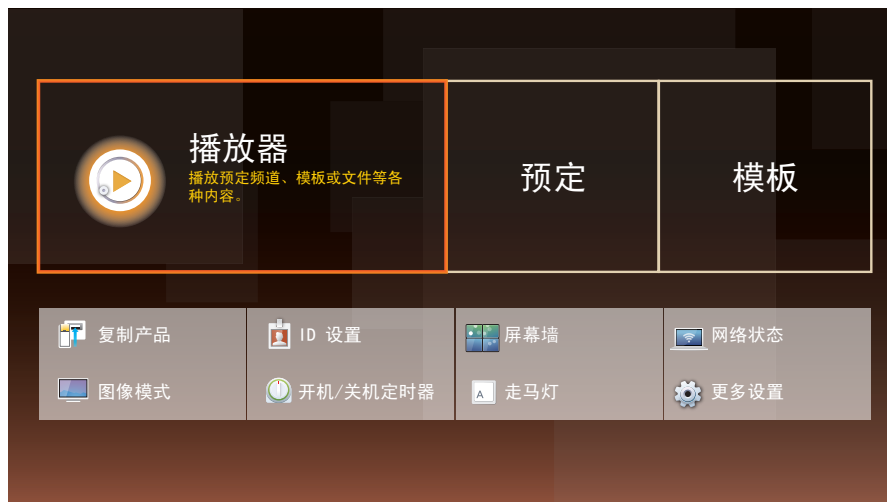 播放器
播放预定频道、模板或文件等各
种内容。
预定
模板
复制产品
ID 设置
屏幕墙
网络状态
图像模式
开机/关机定时器
A
走马灯
更多设置